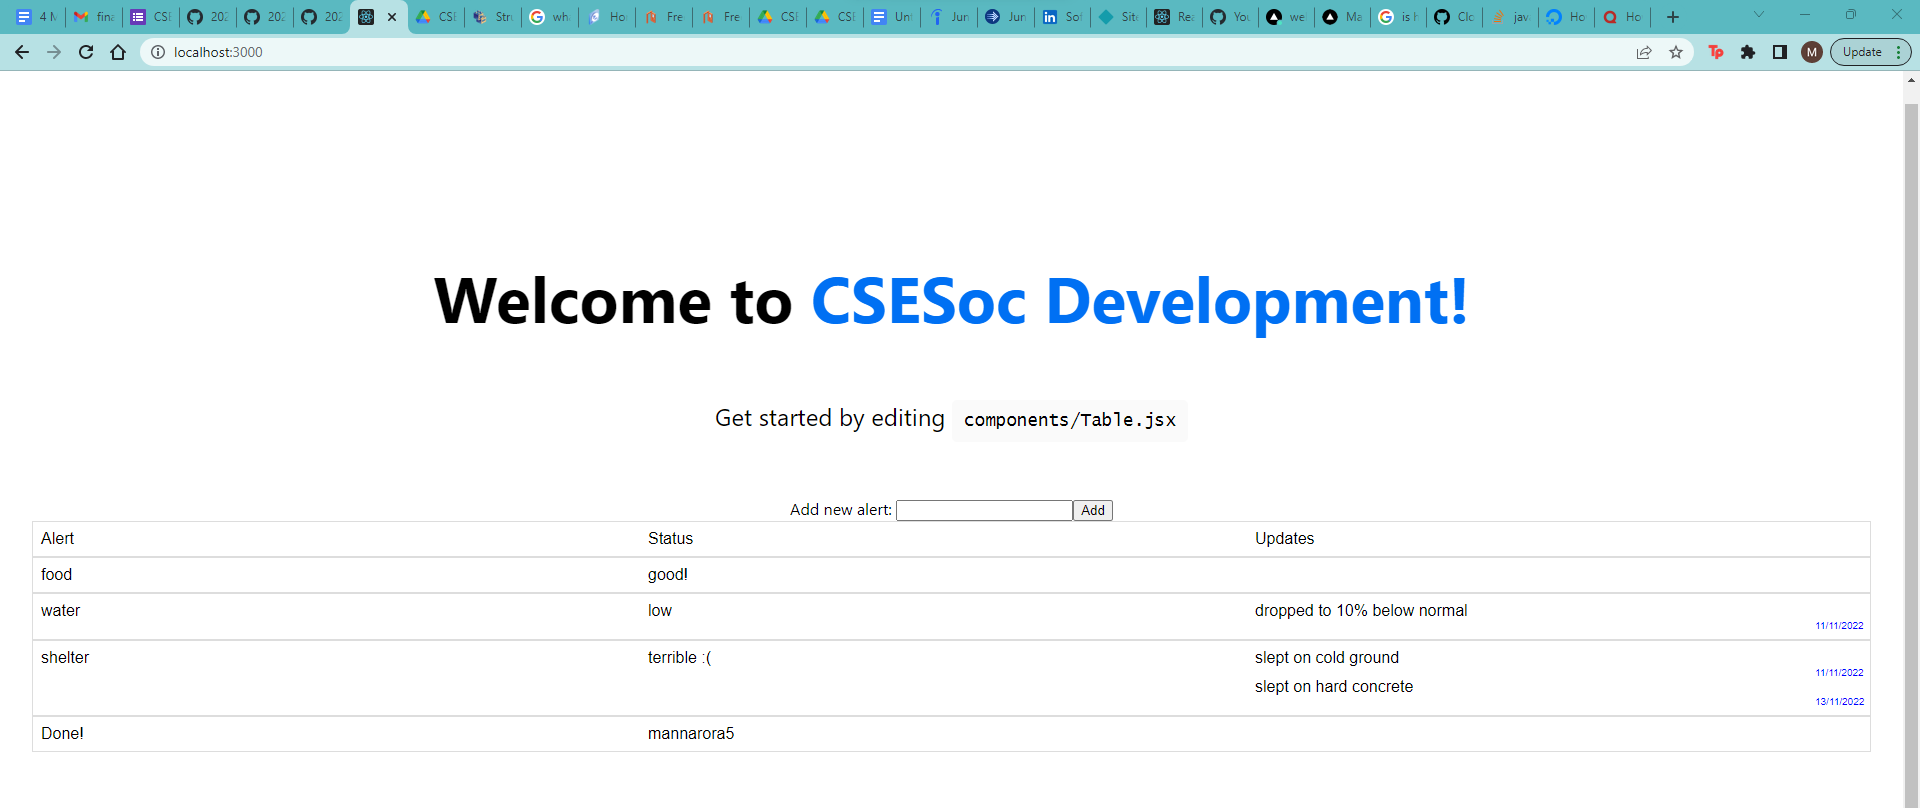 4 M fina CSE 202 202 202 CSE Stru wha Ho Fre Fre CSE CSE Unt Jun Jun Sof Site Rea You we Ma is h Clo java Ho Ho
localhost:3000 M Update
Welcome to CSESoc Development!
Get started by editing components/Table.jsx
Add new alert: Add
Alert Status Updates
food good!
water low dropped to 10% below normal
11/11/2022
shelter terrible :( slept on cold ground
11/11/2022
slept on hard concrete
13/11/2022
Done! mannarora5